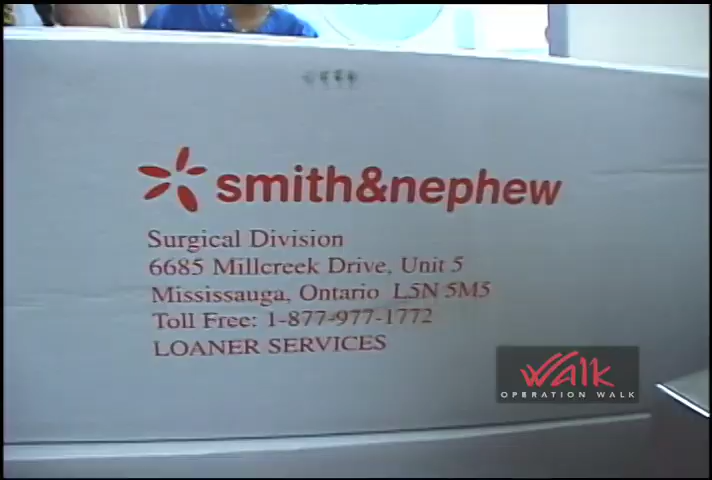 smith&nephew
Surgical Division
6685 Millcreek Drive, Unit 5
Mississauga, Ontario L5N 5M5
Toll Free: 1-877-977-1772
LOANER SERVICES
Walk
OPERATION WALK